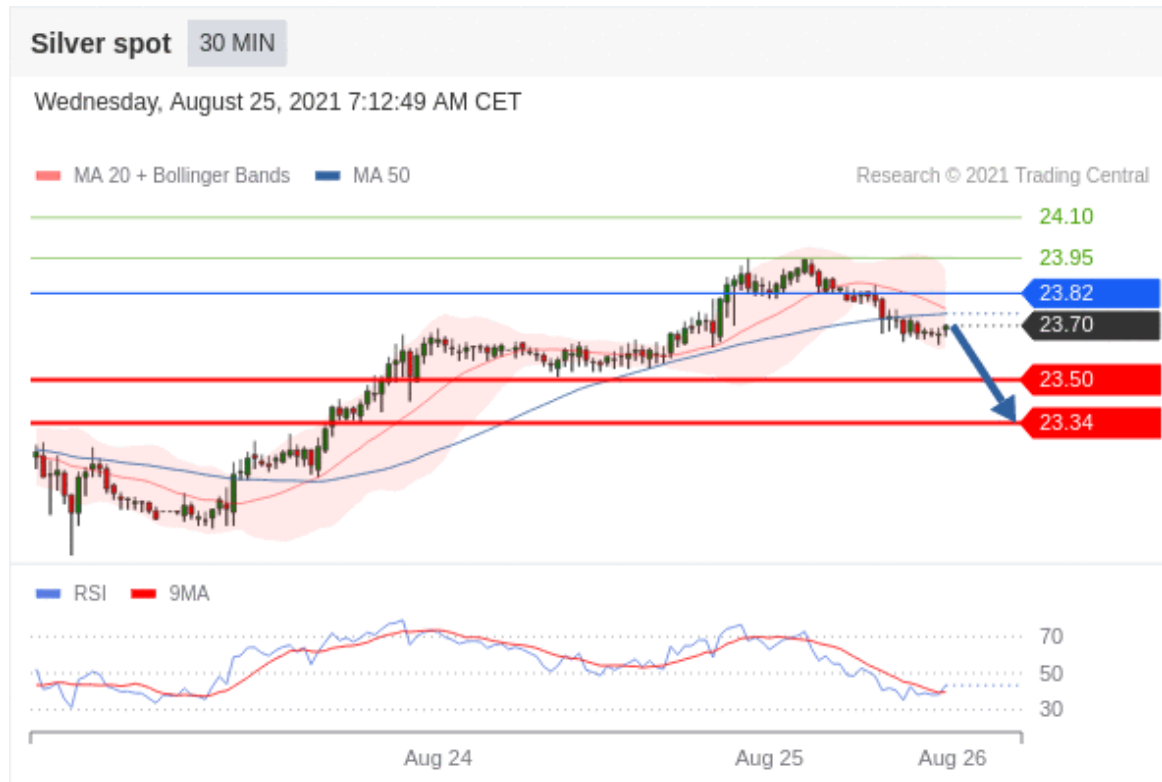 Silver spot 30 MIN
Wednesday, August 25, 2021 7:12:49 AM CET
MA 20 + Bollinger Bands MA 50 Research © 2021 Trading Central
24.10
23.95
23.82
23.70
23.50
23.34
RSI 9MA
70
50
30
Aug 24 Aug 25 Aug 26